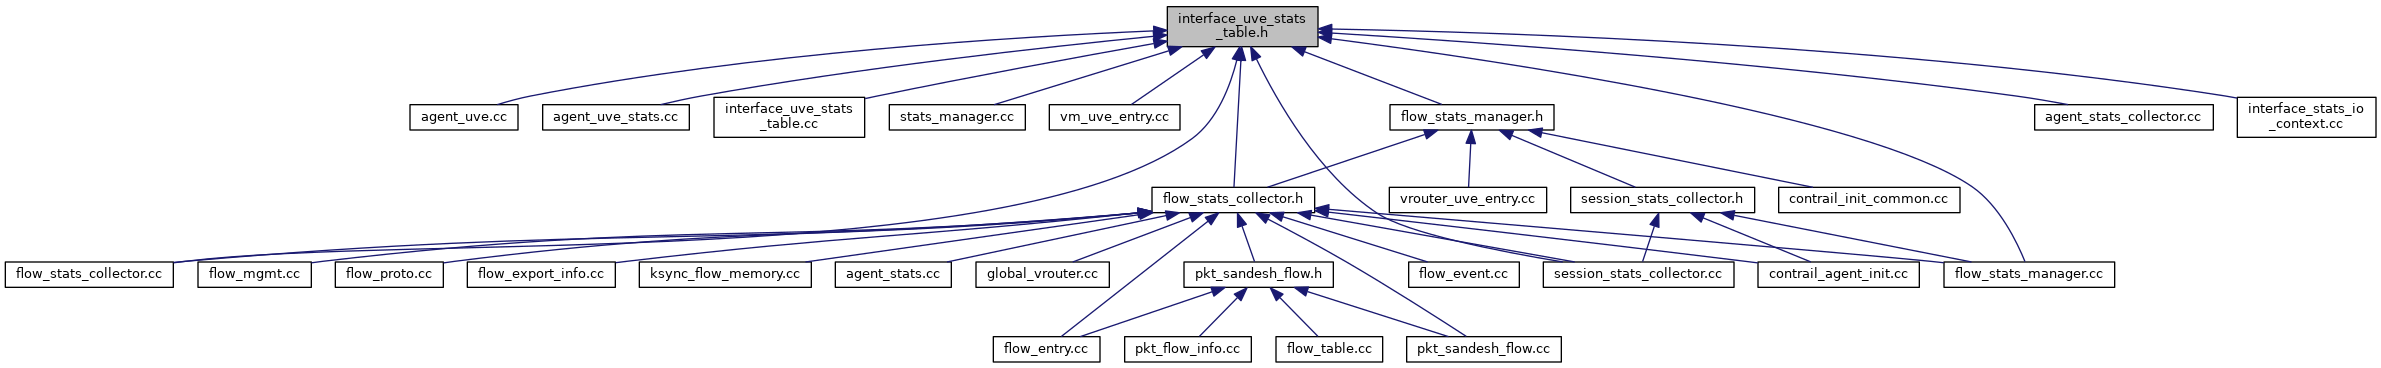 interface_uve_stats
_table.h
agent_uve.cc
agent_uve_stats.cc
interface_uve_stats
_table.cc
stats_manager.cc
vm_uve_entry.cc
flow_stats_manager.h
agent_stats_collector.cc
interface_stats_io
_context.cc
flow_stats_collector.h
vrouter_uve_entry.cc
session_stats_collector.h
contrail_init_common.cc
flow_stats_collector.cc
flow_mgmt.cc
flow_proto.cc
flow_export_info.cc
ksync_flow_memory.cc
agent_stats.cc
global_vrouter.cc
pkt_sandesh_flow.h
flow_event.cc
session_stats_collector.cc
contrail_agent_init.cc
flow_stats_manager.cc
flow_entry.cc
pkt_flow_info.cc
flow_table.cc
pkt_sandesh_flow.cc